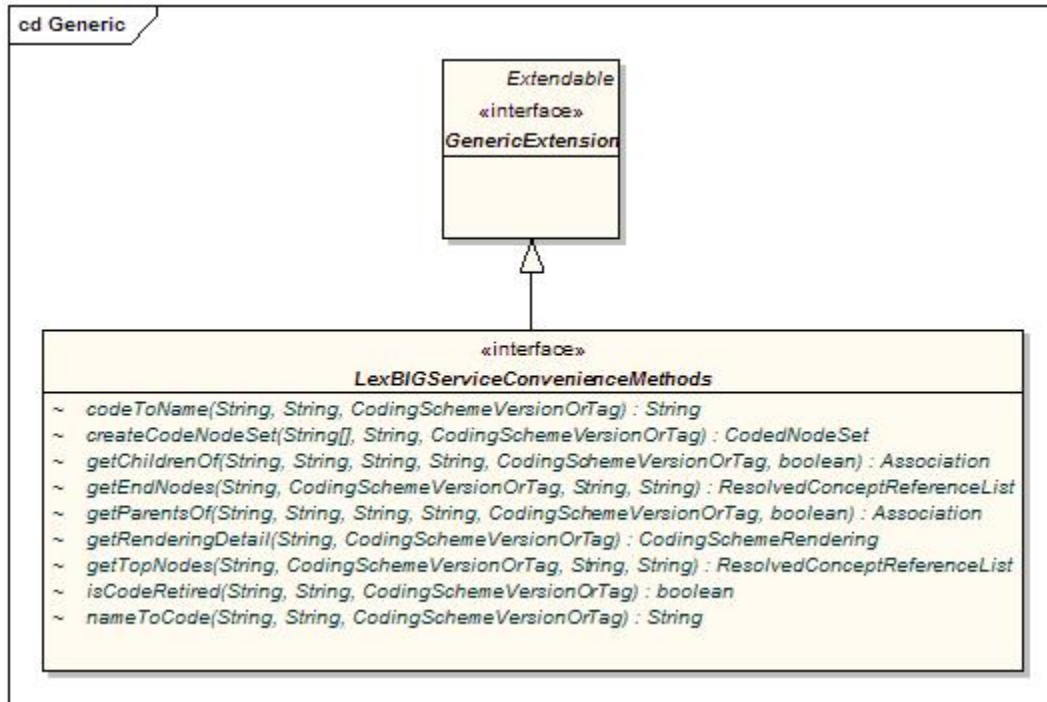 cd Generic
Extendable
«interface»
GenericExtension
«interface»
LexBIGServiceConvenienceMethods
~ codeToName(String, String, CodingSchemeVersionOrTag) : String
~ createCodeNodeSet(String[], String, CodingSchemeVersionOrTag) : CodedNodeSet
~ getChildrenOf(String, String, String, String, CodingSchemeVersionOrTag, boolean) : Association
~ getEndNodes(String, CodingSchemeVersionOrTag, String, String) : ResolvedConceptReferenceList
~ getParentsOf(String, String, String, String, CodingSchemeVersionOrTag, boolean) : Association
~ getRenderingDetail(String, CodingSchemeVersionOrTag) : CodingSchemeRendering
~ getTopNodes(String, CodingSchemeVersionOrTag, String, String) : ResolvedConceptReferenceList
~ isCodeRetired(String, String, CodingSchemeVersionOrTag) : boolean
~ nameToCode(String, String, CodingSchemeVersionOrTag) : String